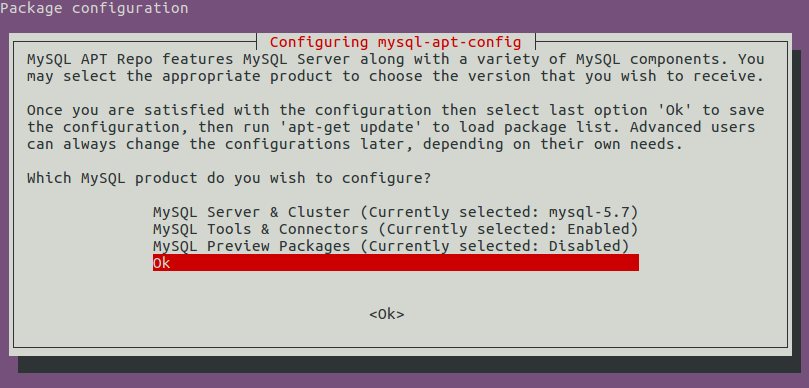 Package configuration
Configuring mysql-apt-config
MySQL APT Repo features MySQL Server along with a variety of MySQL components. You
may select the appropriate product to choose the version that you wish to receive.
Once you are satisfied with the configuration then select last option 'Ok' to save
the configuration, then run 'apt-get update' to load package list. Advanced users
can always change the configurations later, depending on their own needs.
Which MySQL product do you wish to configure?
MySQL Server & Cluster (Currently selected: mysql-5.7)
MySQL Tools & Connectors (Currently selected: Enabled)
MySQL Preview Packages (Currently selected: Disabled)
Ok
<Ok>